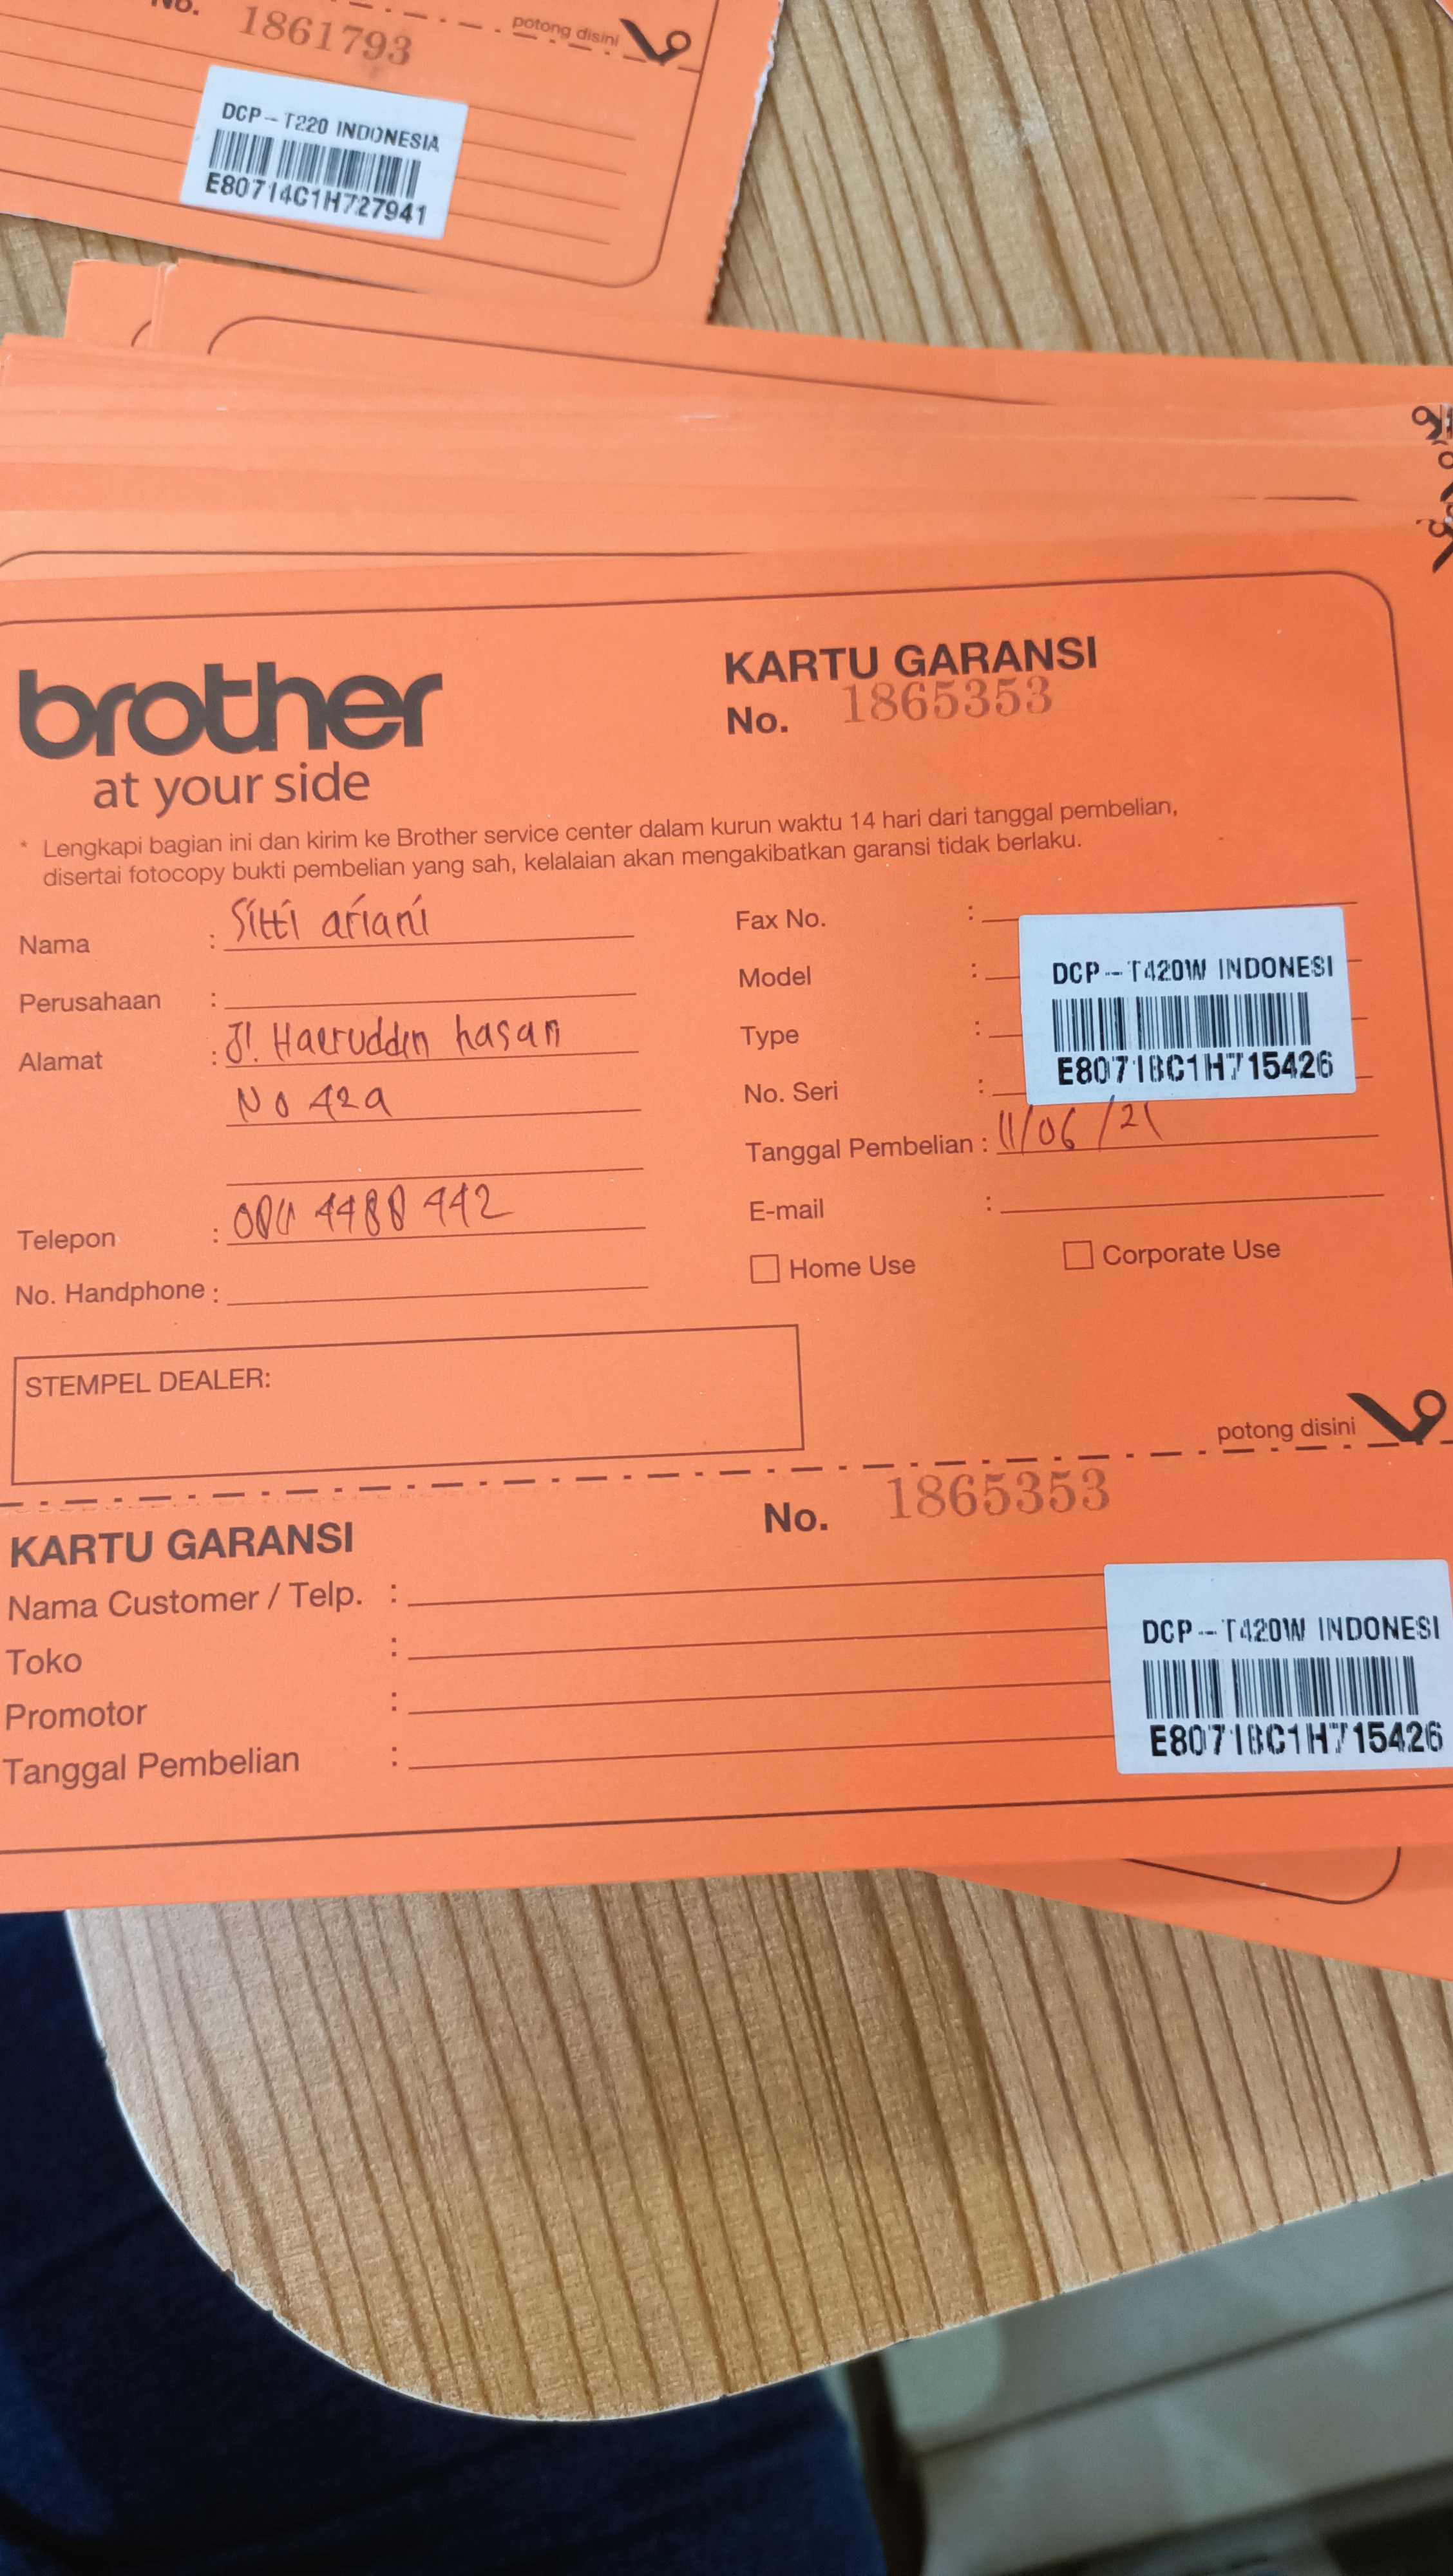 No.
1861793
potong disini
DCP-T220 INDONESIA
E80714C1H727941
brother
at your side
KARTU GARANSI
No. 1865353
* Lengkapi bagian ini dan kirim ke Brother service center dalam kurun waktu 14 hari dari tanggal pembelian,
disertai fotocopy bukti pembelian yang sah, kelalaian akan mengakibatkan garansi tidak berlaku.
Nama : Sitti ariani
Perusahaan :
Alamat : Jl. Haeruddin hasan
No 42a
Telepon : 4488 442
No. Handphone :
Fax No. :
Model :
Type :
No. Seri :
DCP-T420W INDONESI
E8071BC1H715426
Tanggal Pembelian : 11/06/21
E-mail :
Home Use
Corporate Use
STEMPEL DEALER:
potong disini
KARTU GARANSI
No. 1865353
Nama Customer / Telp. :
Toko :
Promotor :
Tanggal Pembelian :
DCP-T420W INDONESI
E8071BC1H715426